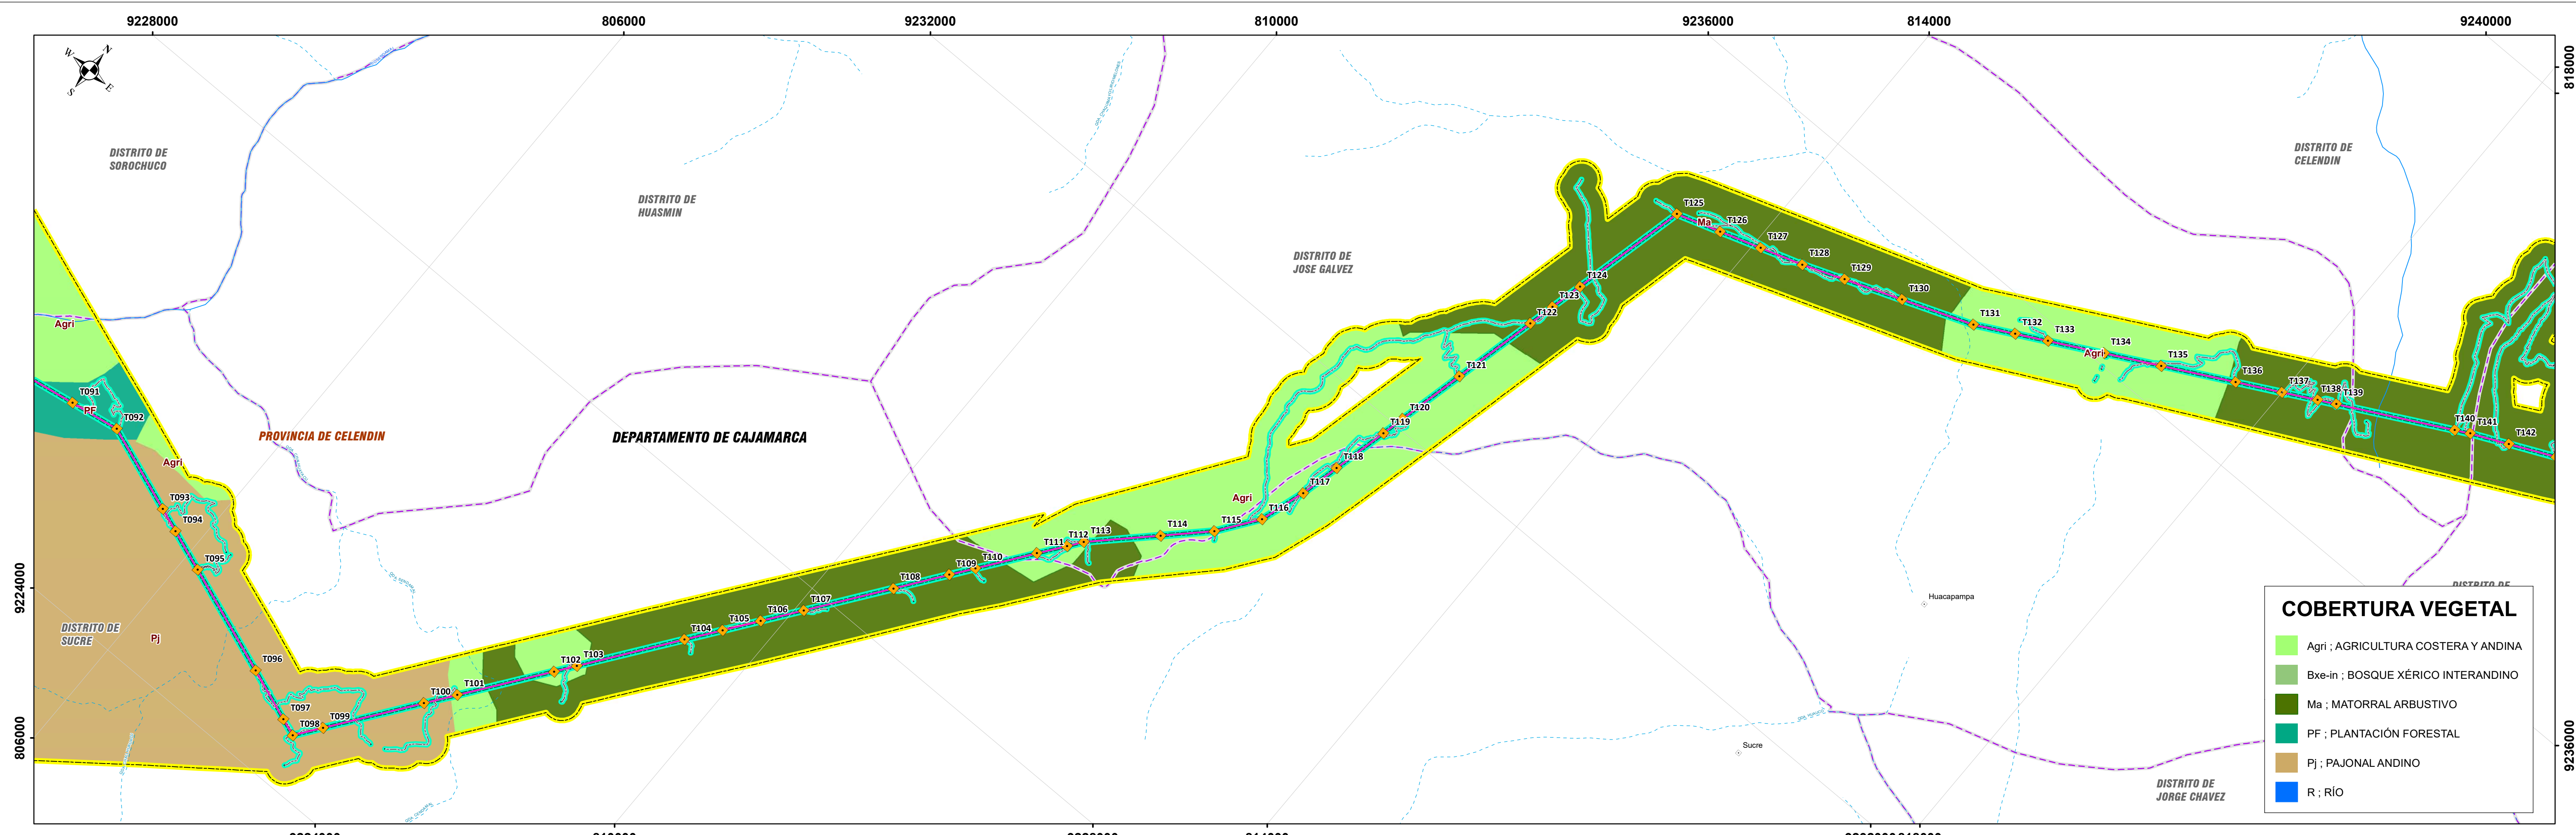 9228000
806000
9232000
810000
9236000
814000
9240000
818000
N
W
E
S
DISTRITO DE
SOROCHUCO
DISTRITO DE
HUASMIN
DISTRITO DE
JOSE GALVEZ
DISTRITO DE
CELENDIN
Agri
T091
PF
T092
PROVINCIA DE CELENDIN
DEPARTAMENTO DE CAJAMARCA
Agri
T093
T094
T095
T096
T097
T098
T099
T100
T101
T102
T103
T104
T105
T106
T107
T108
T109
T110
T111
T112
T113
T114
T115
T116
T117
T118
T119
T120
T121
T122
T123
T124
T125
Ma
T126
T127
T128
T129
T130
T131
T132
T133
T134
Agri
T135
T136
T137
T138
T139
T140
T141
T142
Agri
9224000
DISTRITO DE
SUCRE
Pj
806000
Huacapampa
Sucre
DISTRITO DE
DISTRITO DE
JORGE CHAVEZ
9236000
COBERTURA VEGETAL
Agri ; AGRICULTURA COSTERA Y ANDINA
Bxe-in ; BOSQUE XÉRICO INTERANDINO
Ma ; MATORRAL ARBUSTIVO
PF ; PLANTACIÓN FORESTAL
Pj ; PAJONAL ANDINO
R ; RÍO